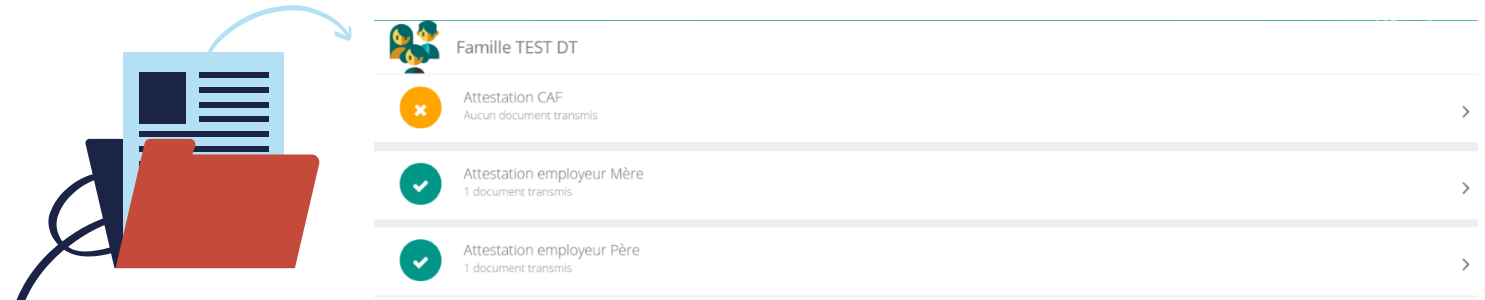 Famille TEST DT
Attestation CAF
Aucun document transmis
Attestation employeur Mère
1 document transmis
Attestation employeur Père
1 document transmis